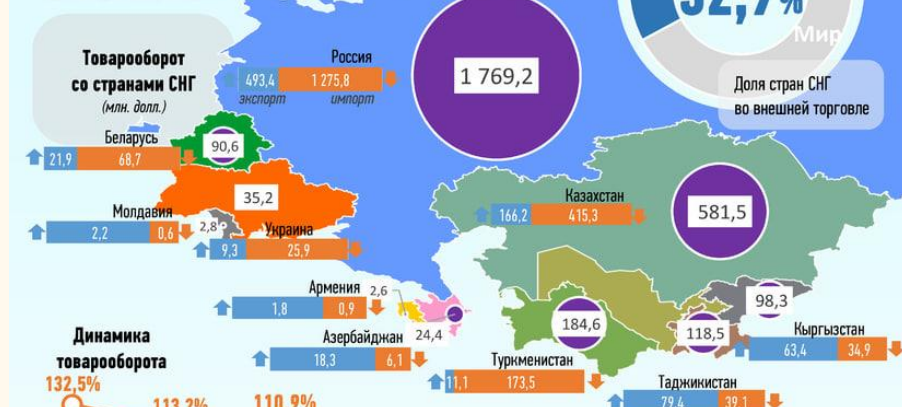 32,7%
Мир
Доля стран СНГ
во внешней торговле
Товарооборот
со странами СНГ
(млн. долл.)
Россия
493,4 1 275,8
экспорт импорт
1 769,2
Беларусь
21,9 68,7
90,6
35,2
Молдавия
2,2 0,6
2,8
Украина
9,3 25,9
Казахстан
166,2 415,3
581,5
Армения
2,6
1,8 0,9
Азербайджан
24,4
18,3 6,1
184,6
Туркменистан
11,1 173,5
118,5
Таджикистан
79,4 39,1
98,3
Кыргызстан
63,4 34,9
Динамика
товарооборота
132,5%
113,2%
110,9%